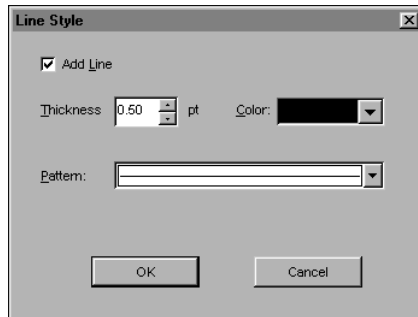 Line Style
Add Line
Thickness 0.50 pt Color:
Pattern:
OK Cancel